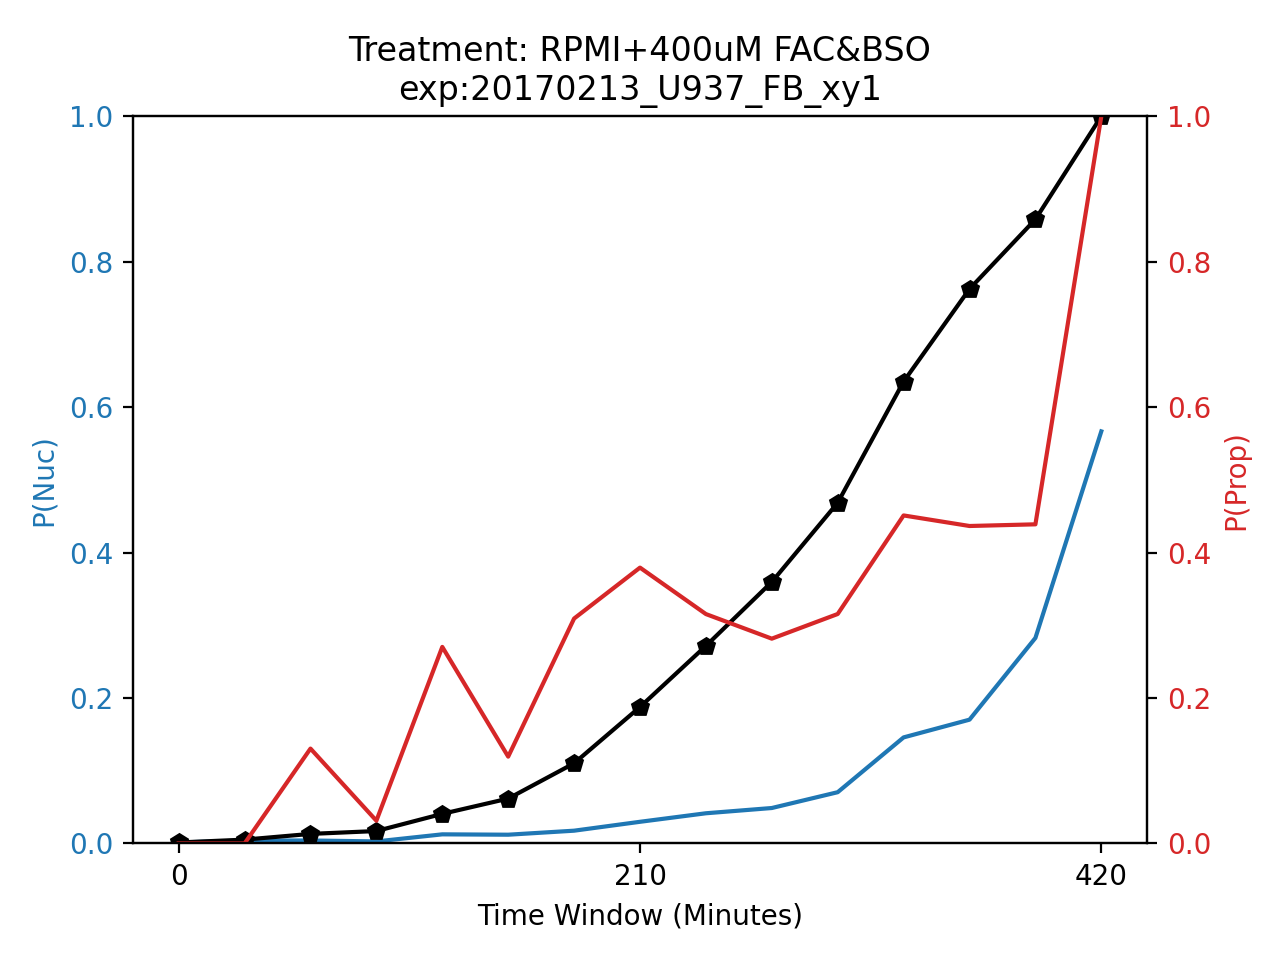 Treatment: RPMI+400uM FAC&BSO
exp:20170213_U937_FB_xy1
1.0
0.8
0.6
0.4
0.2
0.0
P(Nuc)
1.0
0.8
0.6
0.4
0.2
0.0
P(Prop)
0 210 420
Time Window (Minutes)